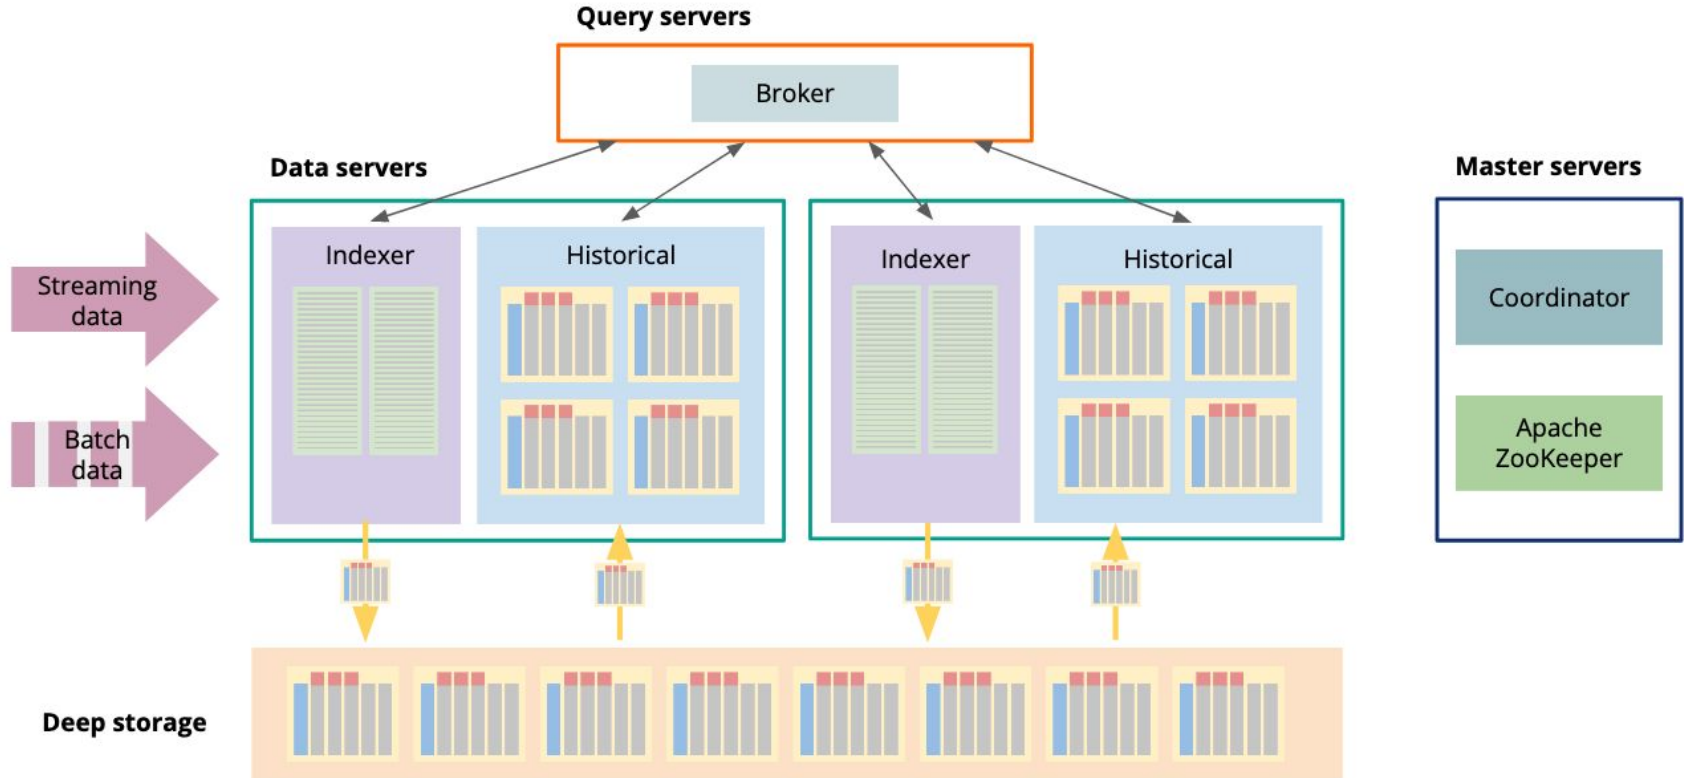 Query servers
Broker
Data servers
Master servers
Indexer
Historical
Indexer
Historical
Streaming
data
Coordinator
Batch
data
Apache
ZooKeeper
Deep storage